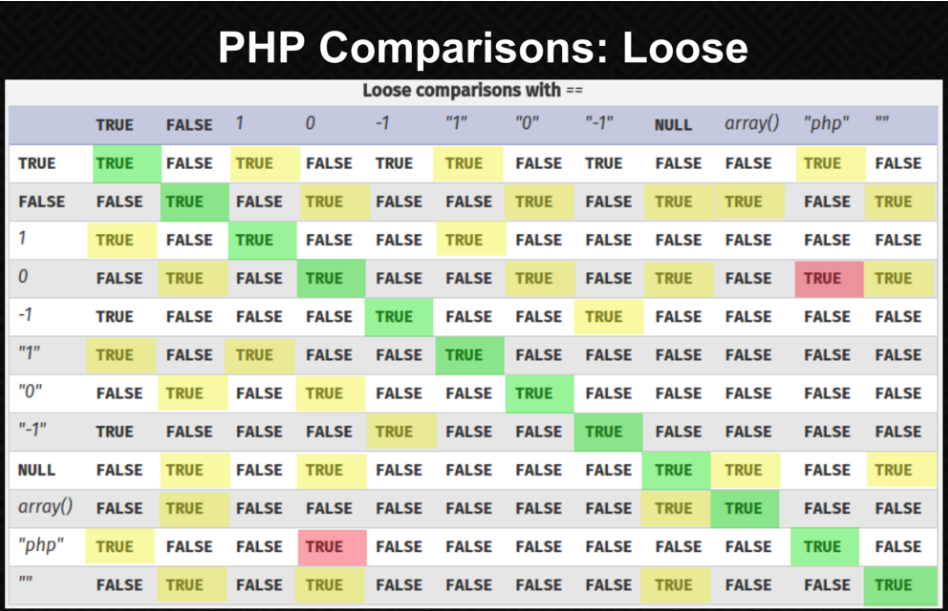 PHP Comparisons: Loose
Loose comparisons with ==
TRUE FALSE 1 0 -1 "1" "0" "-1" NULL array() "php" ""
TRUE TRUE FALSE TRUE FALSE TRUE TRUE FALSE TRUE FALSE FALSE TRUE FALSE
FALSE FALSE TRUE FALSE TRUE FALSE FALSE TRUE FALSE TRUE TRUE FALSE TRUE
1 TRUE FALSE TRUE FALSE FALSE TRUE FALSE FALSE FALSE FALSE FALSE FALSE
0 FALSE TRUE FALSE TRUE FALSE FALSE TRUE FALSE TRUE FALSE TRUE TRUE
-1 TRUE FALSE FALSE FALSE TRUE FALSE FALSE TRUE FALSE FALSE FALSE FALSE
"1" TRUE FALSE TRUE FALSE FALSE TRUE FALSE FALSE FALSE FALSE FALSE FALSE
"0" FALSE TRUE FALSE TRUE FALSE FALSE TRUE FALSE FALSE FALSE FALSE FALSE
"-1" TRUE FALSE FALSE FALSE TRUE FALSE FALSE TRUE FALSE FALSE FALSE FALSE
NULL FALSE TRUE FALSE TRUE FALSE FALSE FALSE FALSE TRUE TRUE FALSE TRUE
array() FALSE TRUE FALSE FALSE FALSE FALSE FALSE FALSE TRUE TRUE FALSE FALSE
"php" TRUE FALSE FALSE TRUE FALSE FALSE FALSE FALSE FALSE FALSE TRUE FALSE
"" FALSE TRUE FALSE TRUE FALSE FALSE FALSE FALSE TRUE FALSE FALSE TRUE